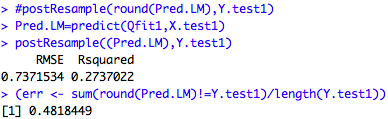 > #postResample(round(Pred.LM),Y.test1)
> Pred.LM=predict(Qfit1,X.test1)
> postResample((Pred.LM),Y.test1)
     RMSE  Rsquared
0.7371534 0.2737022
> (err <- sum(round(Pred.LM)!=Y.test1)/length(Y.test1))
[1] 0.4818449